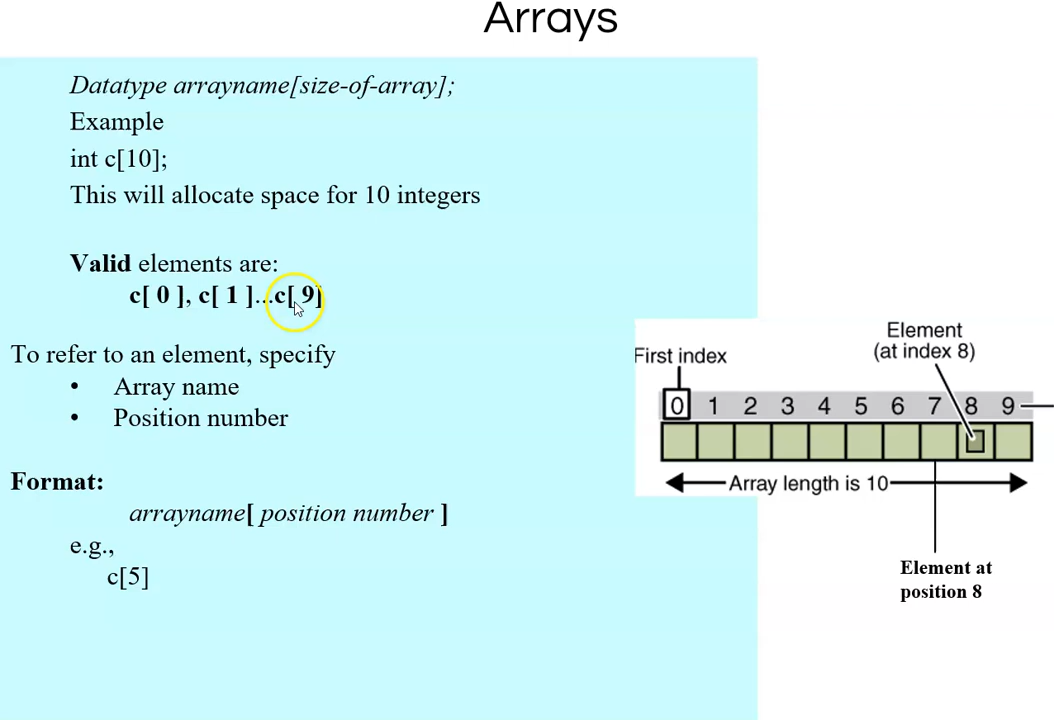 Arrays
Datatype arrayname[size-of-array];
Example
int c[10];
This will allocate space for 10 integers
Valid elements are:
c[ 0 ], c[ 1 ]...c[ 9]
To refer to an element, specify
• Array name
• Position number
Format:
arrayname[ position number ]
e.g.,
c[5]
First index
Element
(at index 8)
0 1 2 3 4 5 6 7 8 9
Array length is 10
Element at
position 8